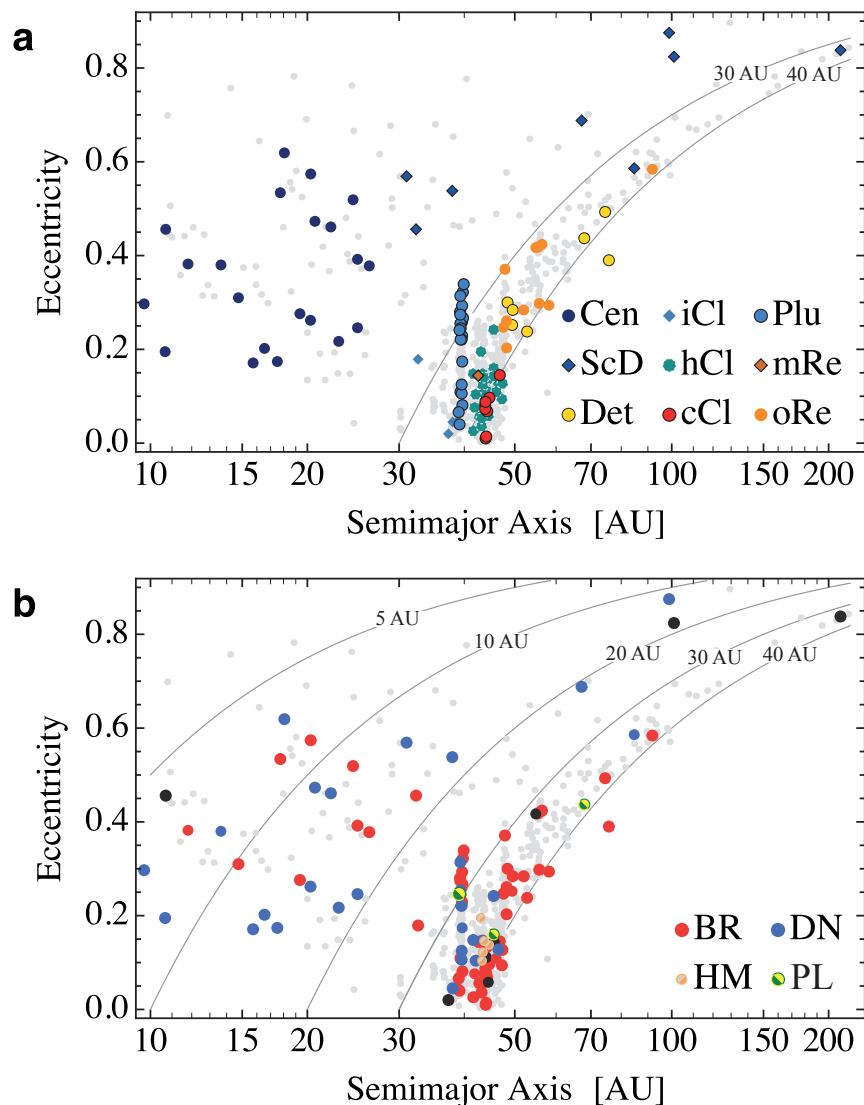 a
0.8
0.6
0.4
0.2
0.0
Eccentricity
30 AU
40 AU
Cen iCl Plu
ScD hCl mRe
Det cCl oRe
10 15 20 30 50 70 100 150 200
Semimajor Axis [AU]
b
0.8
0.6
0.4
0.2
0.0
Eccentricity
5 AU
10 AU
20 AU
30 AU
40 AU
BR DN
HM PL
10 15 20 30 50 70 100 150 200
Semimajor Axis [AU]